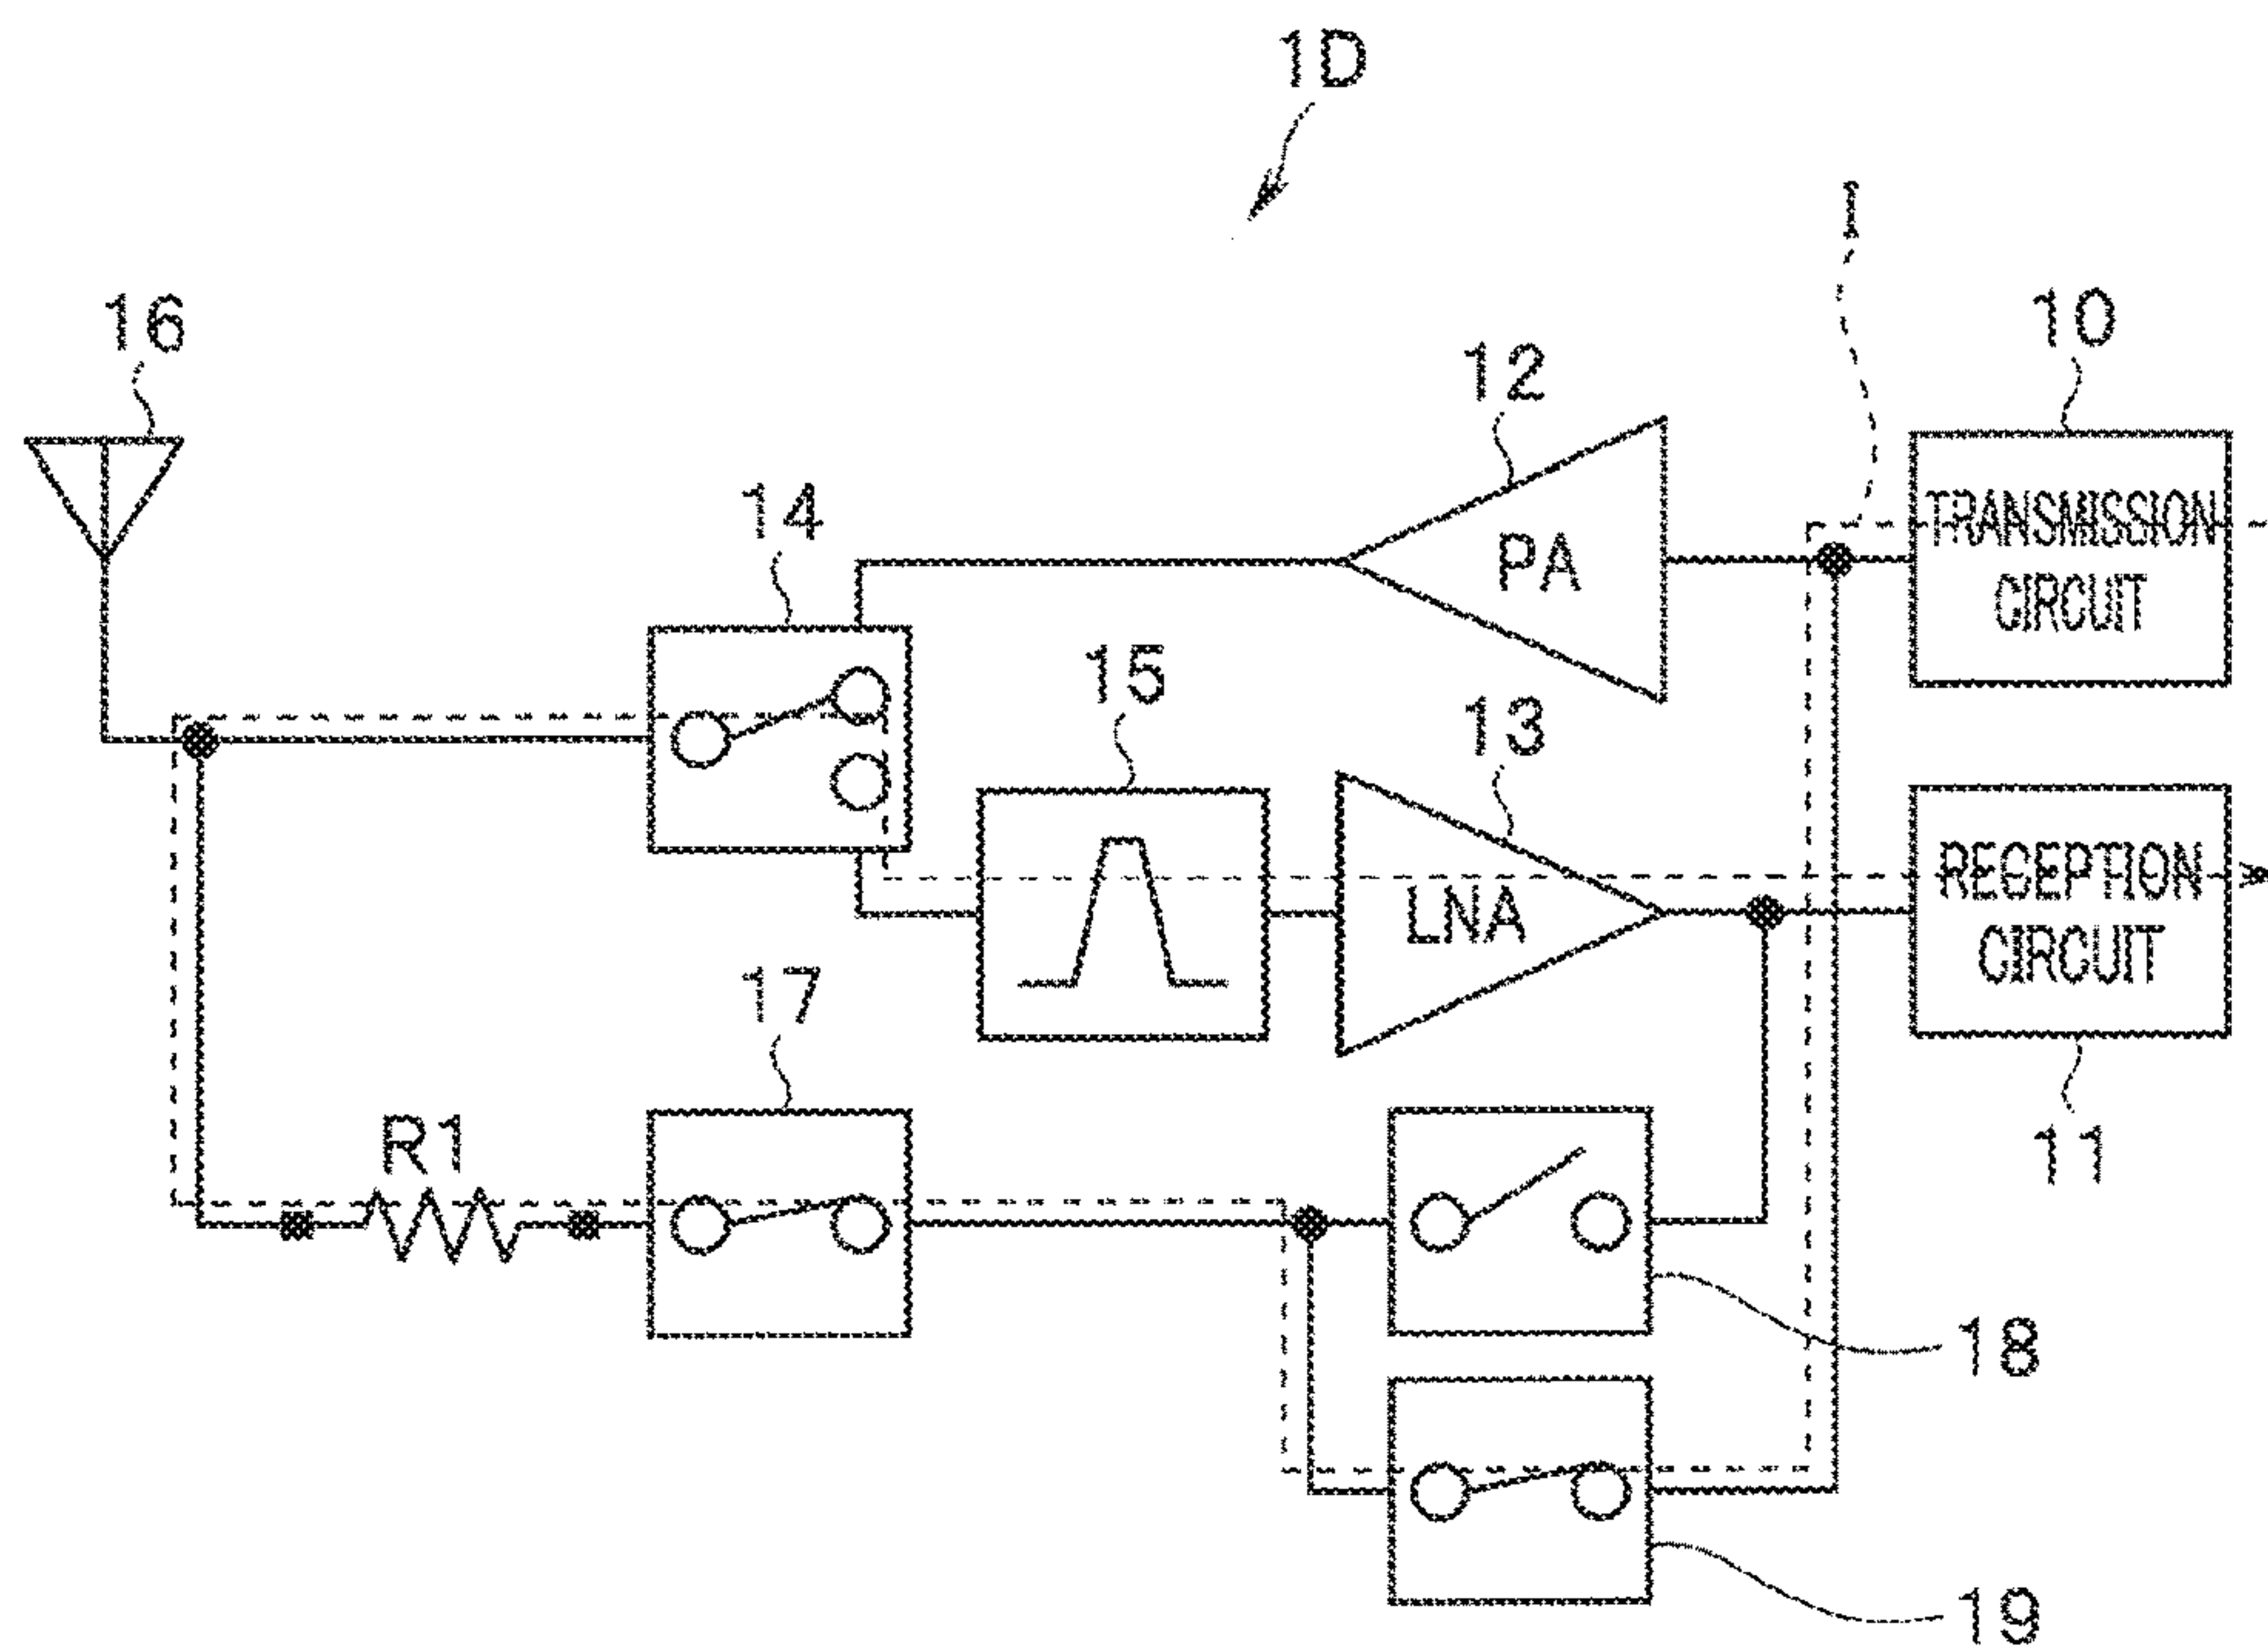 1D
I
16
10
12
14
TRANSMISSION
CIRCUIT
PA
15
13
RECEPTION
CIRCUIT
LNA
17
R1
11
18
19